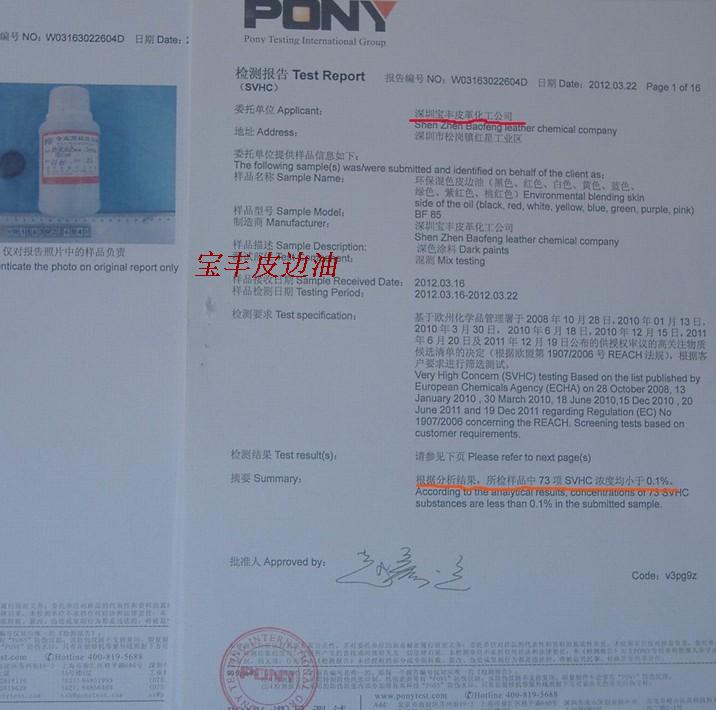 PONY
Pony Testing International Group
编号 NO: W03163022604D 日期 Date: 2
检测报告 Test Report
(SVHC)
报告编号 NO: W03163022604D 日期 Date: 2012.03.22 Page 1 of 16
委托单位 Applicant:
深圳宝丰皮革化工公司
Shen Zhen Baofeng leather chemical company
地址 Address:
深圳市松岗镇红星工业区
委托单位提供样品信息如下:
The following sample(s) was/were submitted and identified on behalf of the client as:
样品名称 Sample Name:
环保混色皮边油(黑色、红色、白色、黄色、蓝色、
绿色、紫红色、桃红色) Environmental blending skin
side of the oil (black, red, white, yellow, blue, green, purple, pink)
样品型号 Sample Model:
BF 85
制造商 Manufacturer:
深圳宝丰皮革化工公司
Shen Zhen Baofeng leather chemical company
样品描述 Sample Description:
深色涂料 Dark paints
混测 Mix testing
宝丰皮边油
样品接收日期 Sample Received Date:
2012.03.16
样品检测日期 Testing Period:
2012.03.16-2012.03.22
检测要求 Test specification:
基于欧州化学品管理署于 2008 年 10 月 28 日, 2010 年 01 月 13 日,
2010 年 3 月 30 日, 2010 年 6 月 18 日, 2010 年 12 月 15 日, 2011
年 6 月 20 日及 2011 年 12 月 19 日公布的供授权审议的高关注物质
候选清单的决定(根据欧盟第 1907/2006 号 REACH 法规), 根据客
户要求进行筛选测试。
Very High Concern (SVHC) testing Based on the list published by
European Chemicals Agency (ECHA) on 28 October 2008, 13
January 2010 , 30 March 2010, 18 June 2010,15 Dec 2010 , 20
June 2011 and 19 Dec 2011 regarding Regulation (EC) No
1907/2006 concerning the REACH. Screening tests based on
customer requirements.
检测结果 Test result(s):
请参见下页 Please refer to next page(s)
摘要 Summary:
根据分析结果, 所检样品中 73 项 SVHC 浓度均小于 0.1%。
According to the analytical results, concentrations of 73 SVHC
substances are less than 0.1% in the submitted sample.
批准人 Approved by:
Code: v3pg9z
仅对报告照片中的样品负责
nticate the photo on original report only
Hotline 400-819-5688
PONY
www.ponytest.com
Hotline 400-819-5688